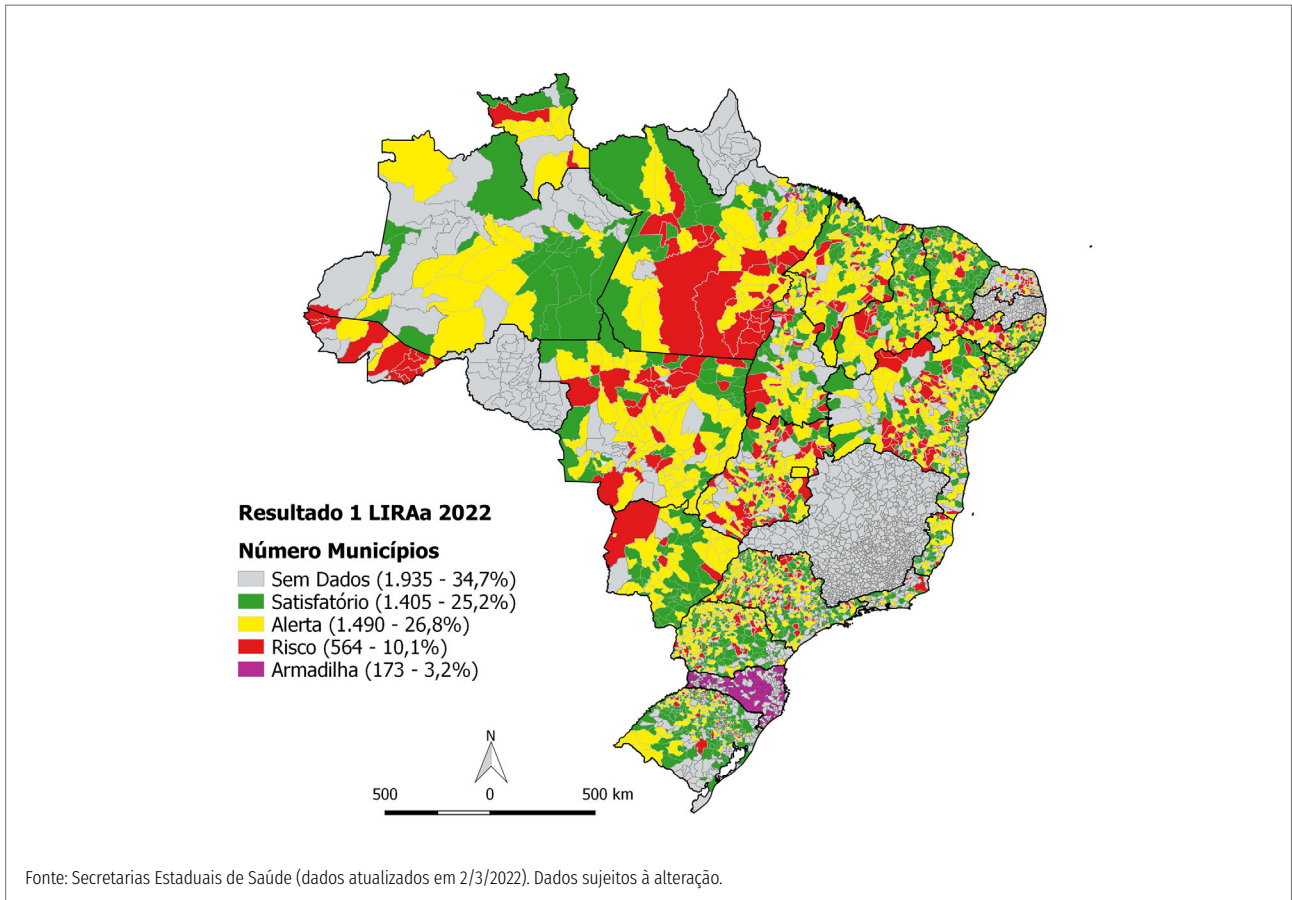 Resultado 1 LIRAa 2022
Número Municípios
Sem Dados (1.935 - 34,7%)
Satisfatório (1.405 - 25,2%)
Alerta (1.490 - 26,8%)
Risco (564 - 10,1%)
Armadilha (173 - 3,2%)
N
500 0 500 km
Fonte: Secretarias Estaduais de Saúde (dados atualizados em 2/3/2022). Dados sujeitos à alteração.